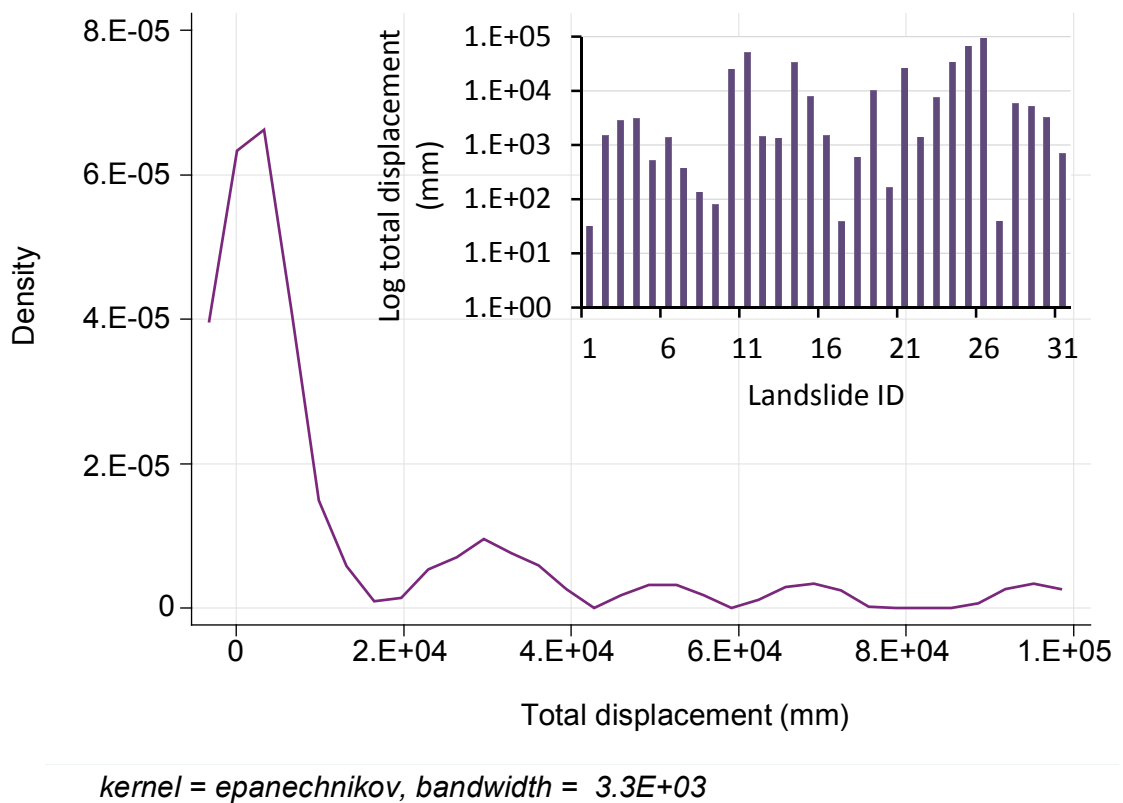 8.E-05
6.E-05
4.E-05
2.E-05
0
Density
0
2.E+04
4.E+04
6.E+04
8.E+04
1.E+05
Total displacement (mm)
Log total displacement
(mm)
1.E+05
1.E+04
1.E+03
1.E+02
1.E+01
1.E+00
1
6
11
16
21
26
31
Landslide ID
kernel = epanechnikov, bandwidth = 3.3E+03